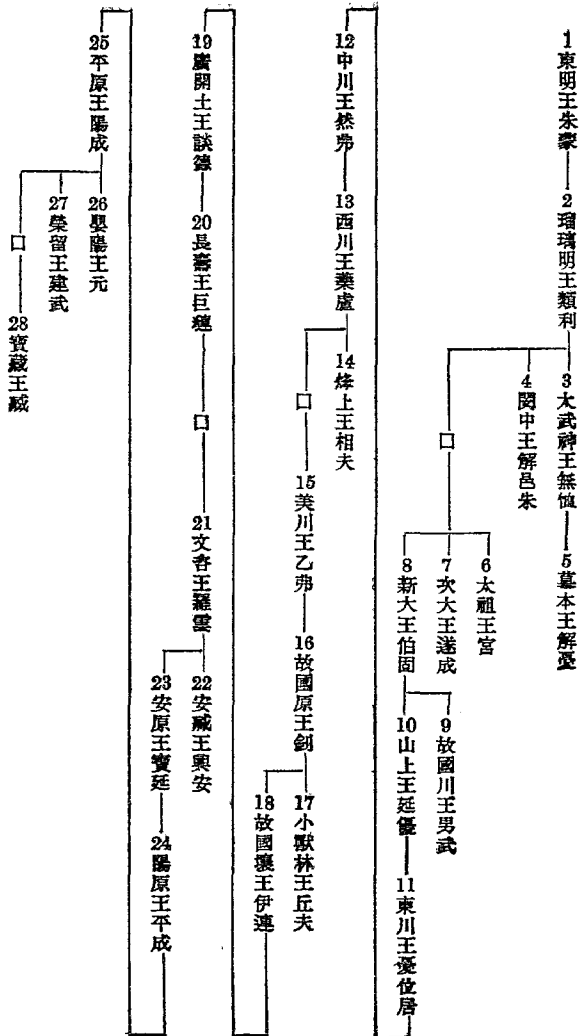 1東明王朱蒙
2瑠璃明王類利
3大武神王無恤
4閔中王解邑朱
5慕本王解憂
6太祖王宮
7次大王遂成
8新大王伯固
9故國川王男武
10山上王延優
11東川王憂位居
12中川王然弗
13西川王藥盧
14烽上王相夫
15美川王乙弗
16故國原王釗
17小獸林王丘夫
18故國壤王伊連
19廣開土王談德
20長壽王巨璉
21文咨王羅雲
22安臧王興安
23安原王寶延
24陽原王平成
25平原王陽成
26嬰陽王元
27榮留王建武
28寶藏王臧